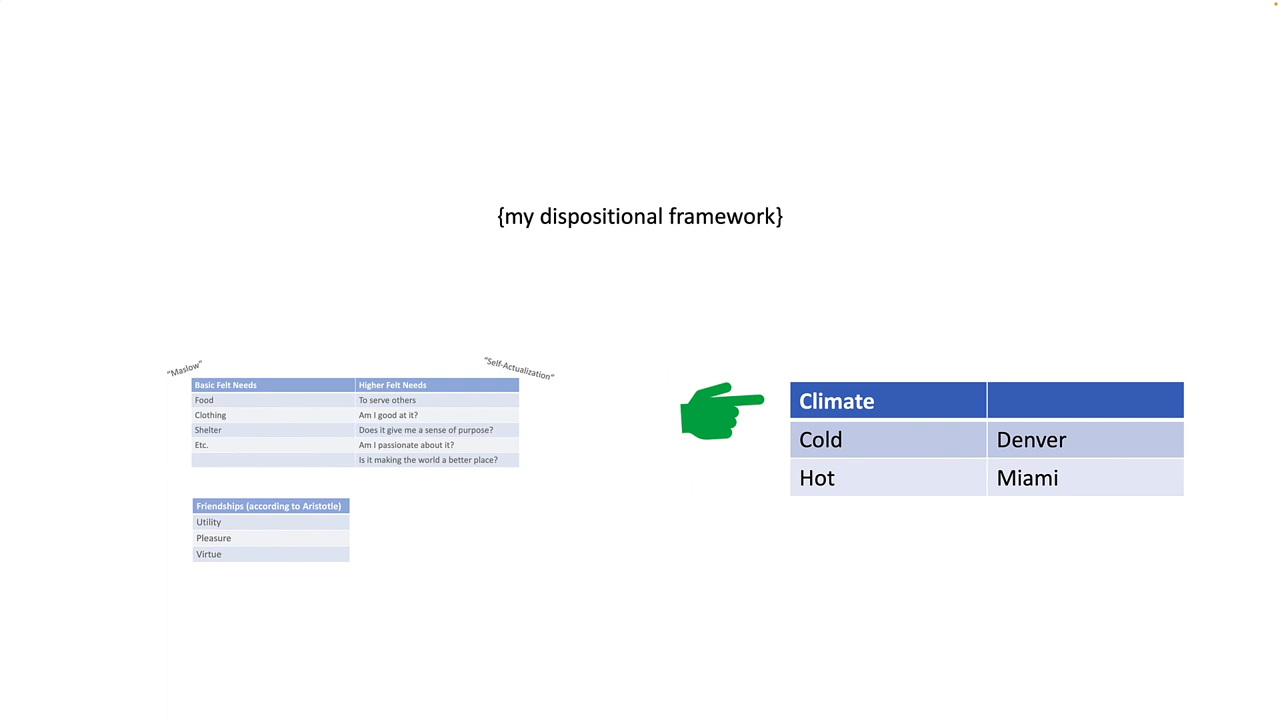 {my dispositional framework}
"Maslow"
"Self-Actualization"
Basic Felt Needs Higher Felt Needs
Food To serve others
Clothing Am I good at it?
Shelter Does it give me a sense of purpose?
Etc. Am I passionate about it?
Is it making the world a better place?
Friendships (according to Aristotle)
Utility
Pleasure
Virtue
Climate
Cold Denver
Hot Miami